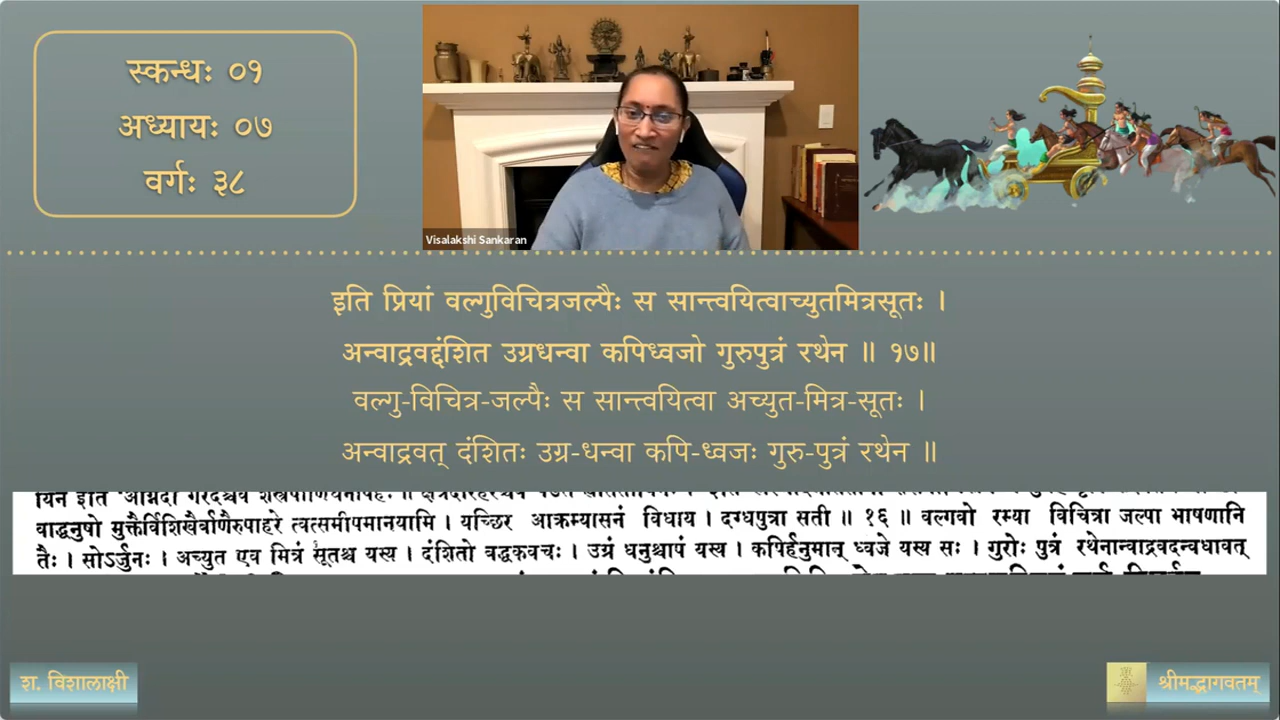 स्कन्धः ०१
अध्यायः ०७
वर्गः ३८
Visalakshi Sankaran
इति प्रियां वल्गुविचित्रजल्पैः स सान्त्वयित्वाच्युतमित्रसूतः ।
अन्वाद्रवद्दंशित उग्रधन्वा कपिध्वजो गुरुपुत्रं रथेन ॥ १७॥
वल्गु-विचित्र-जल्पैः स सान्त्वयित्वा अच्युत-मित्र-सूतः ।
अन्वाद्रवत् दंशितः उग्र-धन्वा कपि-ध्वजः गुरु-पुत्रं रथेन ॥
वाद्धनुषो मुक्तैर्विशिखैर्बाणैरुपाहरे त्वत्समीपमानयामि । यच्छिर आक्रम्यासनं विधाय । दग्धपुत्रा सती ॥ १६ ॥ वल्गवो रम्या विचित्रा जल्पा भाषणानि
तैः । सोऽर्जुनः । अच्युत एव मित्रं सूतश्च यस्य । दंशितो बद्धकवचः । उग्रं धनुश्चापं यस्य । कपिर्हनुमान् ध्वजे यस्य सः । गुरोः पुत्रं रथेनान्वाद्रवदन्वधावत्
श. विशालाक्षी
श्रीमद्भागवतम्